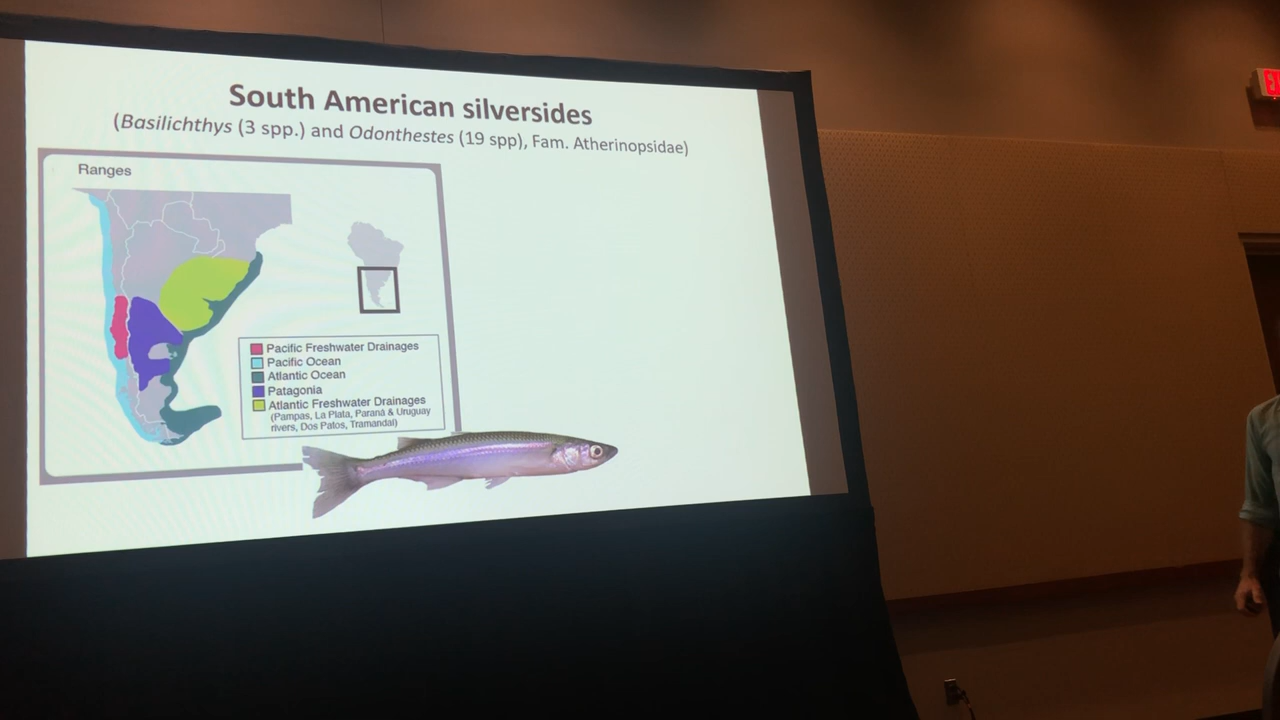 South American silversides
(Basilichthys (3 spp.) and Odonthestes (19 spp), Fam. Atherinopsidae)
Ranges
Pacific Freshwater Drainages
Pacific Ocean
Atlantic Ocean
Patagonia
Atlantic Freshwater Drainages
(Pampas, La Plata, Paraná & Uruguay
rivers, Dos Patos, Tramandaí)